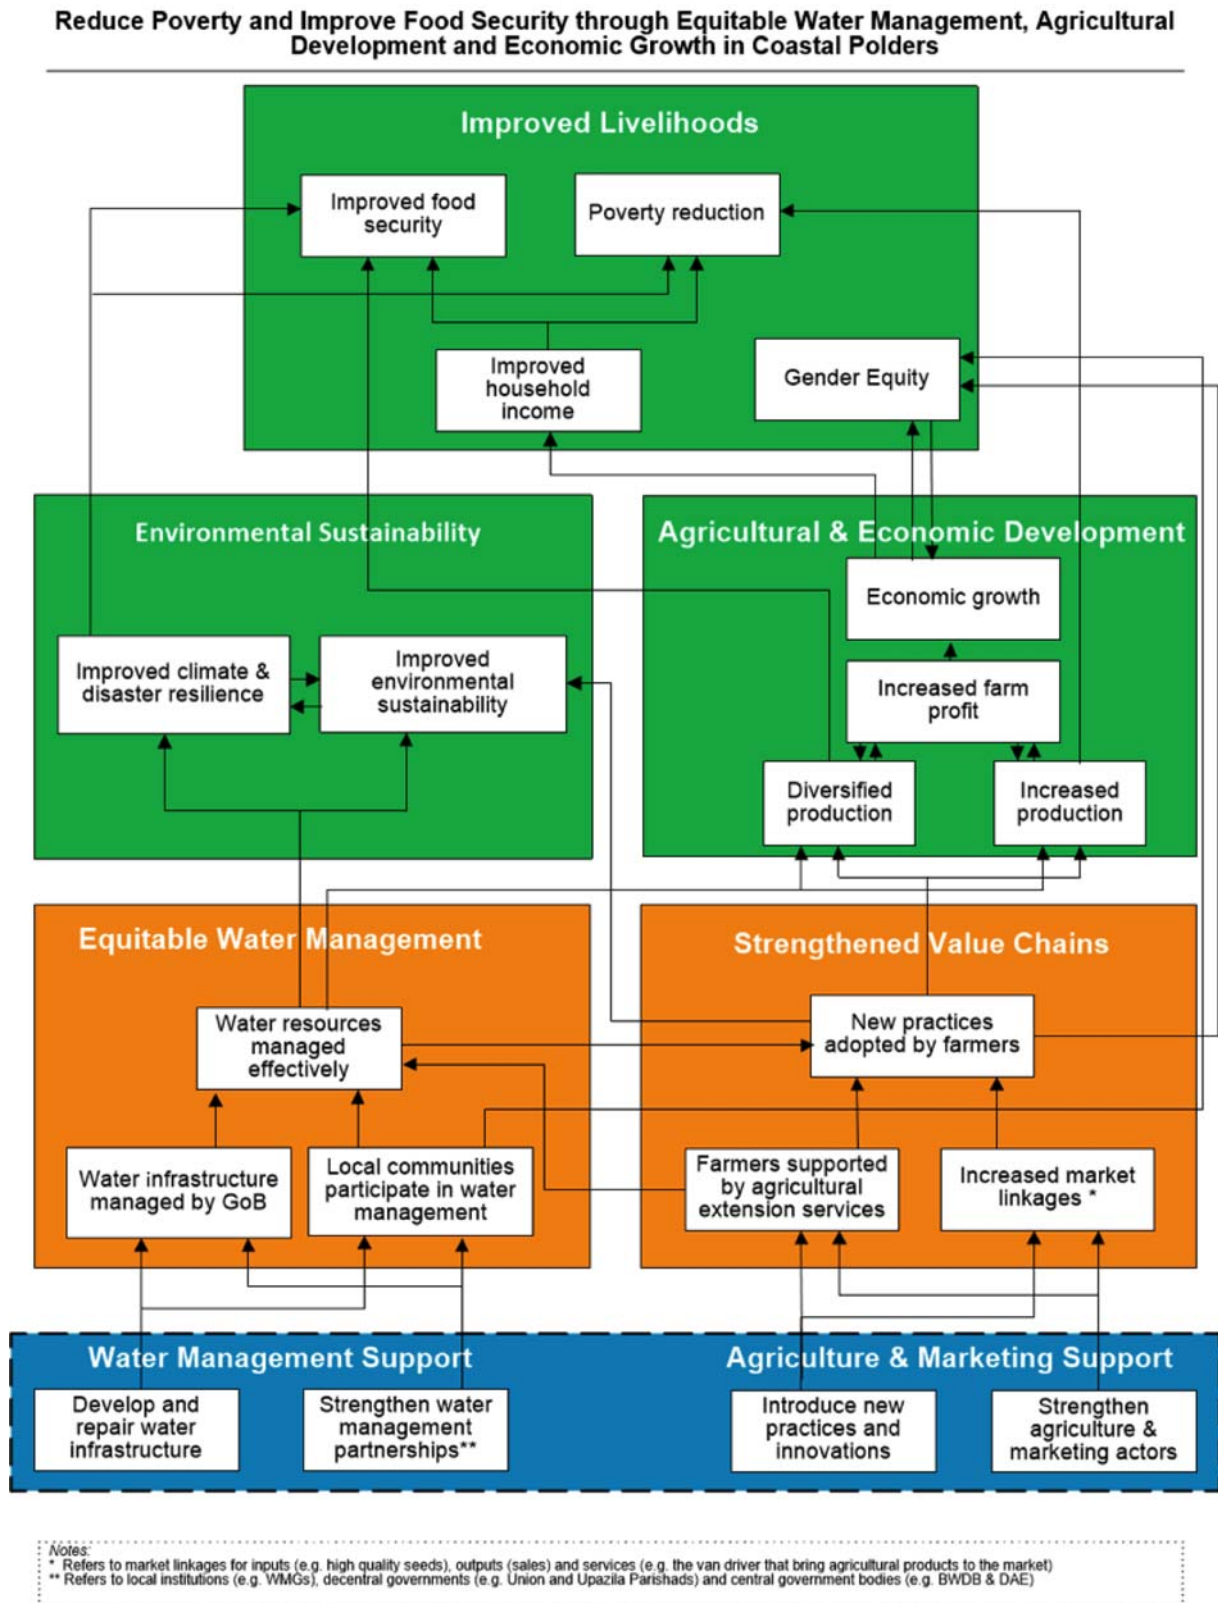 Reduce Poverty and Improve Food Security through Equitable Water Management, Agricultural
Development and Economic Growth in Coastal Polders
Improved Livelihoods
Improved food
security
Poverty reduction
Improved
household
income
Gender Equity
Environmental Sustainability
Improved climate &
disaster resilience
Improved
environmental
sustainability
Agricultural & Economic Development
Economic growth
Increased farm
profit
Diversified
production
Increased
production
Equitable Water Management
Water resources
managed
effectively
Water infrastructure
managed by GoB
Local communities
participate in water
management
Strengthened Value Chains
New practices
adopted by farmers
Farmers supported
by agricultural
extension services
Increased market
linkages *
Water Management Support
Develop and
repair water
infrastructure
Strengthen water
management
partnerships**
Agriculture & Marketing Support
Introduce new
practices and
innovations
Strengthen
agriculture &
marketing actors
Notes:
* Refers to market linkages for inputs (e.g. high quality seeds), outputs (sales) and services (e.g. the van driver that bring agricultural products to the market)
** Refers to local institutions (e.g. WMGs), decentral governments (e.g. Union and Upazila Parishads) and central government bodies (e.g. BWDB & DAE)